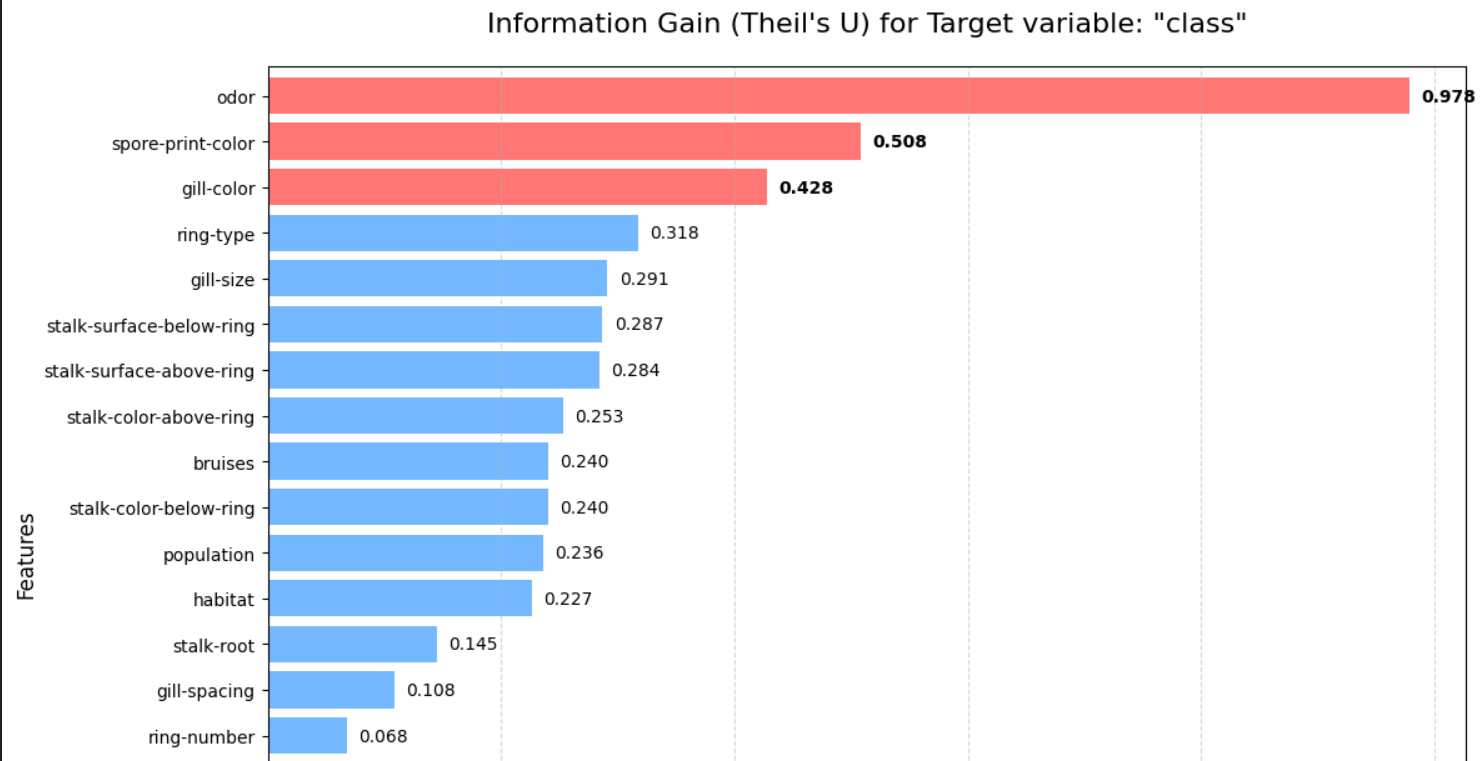 Information Gain (Theil's U) for Target variable: "class"
odor 0.978
spore-print-color 0.508
gill-color 0.428
ring-type 0.318
gill-size 0.291
stalk-surface-below-ring 0.287
stalk-surface-above-ring 0.284
stalk-color-above-ring 0.253
bruises 0.240
stalk-color-below-ring 0.240
population 0.236
habitat 0.227
stalk-root 0.145
gill-spacing 0.108
ring-number 0.068
Features